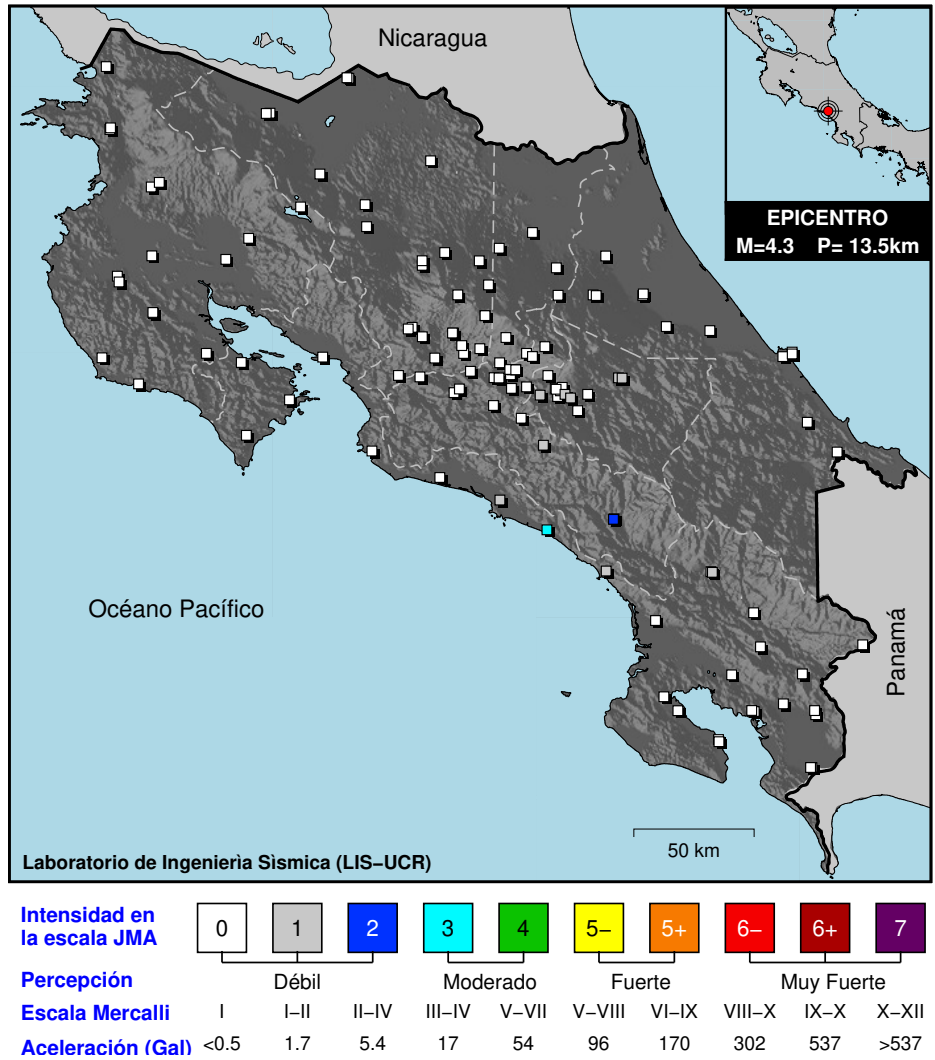 Nicaragua
EPICENTRO
M=4.3 P= 13.5km
Océano Pacífico
Panamá
50 km
Laboratorio de Ingenierìa Sìsmica (LIS–UCR)
Intensidad en la escala JMA
0 1 2 3 4 5– 5+ 6– 6+ 7
Percepción Débil Moderado Fuerte Muy Fuerte
Escala Mercalli I I–II II–IV III–IV V–VII V–VIII VI–IX VIII–X IX–X X–XII
Aceleración (Gal) <0.5 1.7 5.4 17 54 96 170 302 537 >537